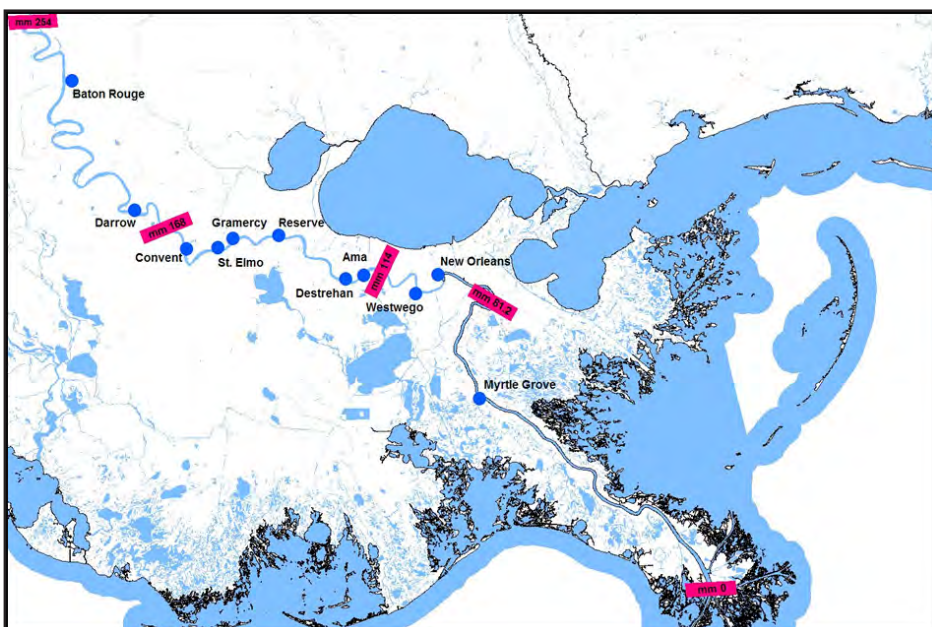 mm 254
Baton Rouge
Darrow
mm 168
Gramercy
Reserve
Convent
St. Elmo
Ama
mm 114
New Orleans
Destrehan
Westwego
mm 81.2
Myrtle Grove
mm 0